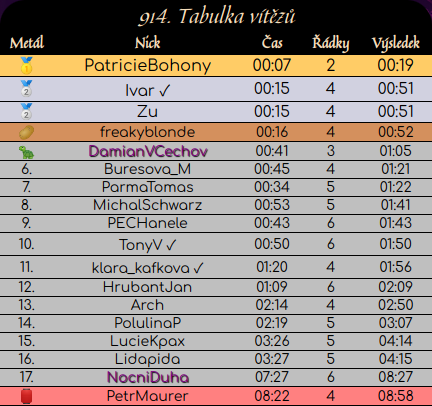 914. Tabulka vítězů
Metál Nick Čas Řádky Výsledek
🥇 PatricieBohony 00:07 2 00:19
🥈 Ivar ✓ 00:15 4 00:51
🥈 Zu 00:15 4 00:51
🥔 freakyblonde 00:16 4 00:52
🐛 DamianVCechov 00:41 3 01:05
6. Buresova_M 00:45 4 01:21
7. ParmaTomas 00:34 5 01:22
8. MichalSchwarz 00:53 5 01:41
9. PECHanele 00:43 6 01:43
10. TonyV ✓ 00:50 6 01:50
11. klara_kafkova ✓ 01:20 4 01:56
12. HrubantJan 01:09 6 02:09
13. Arch 02:14 4 02:50
14. PolulinaP 02:19 5 03:07
15. LucieKpax 03:26 5 04:14
16. Lidapida 03:27 5 04:15
17. NocniDuha 07:27 6 08:27
PetrMaurer 08:22 4 08:58